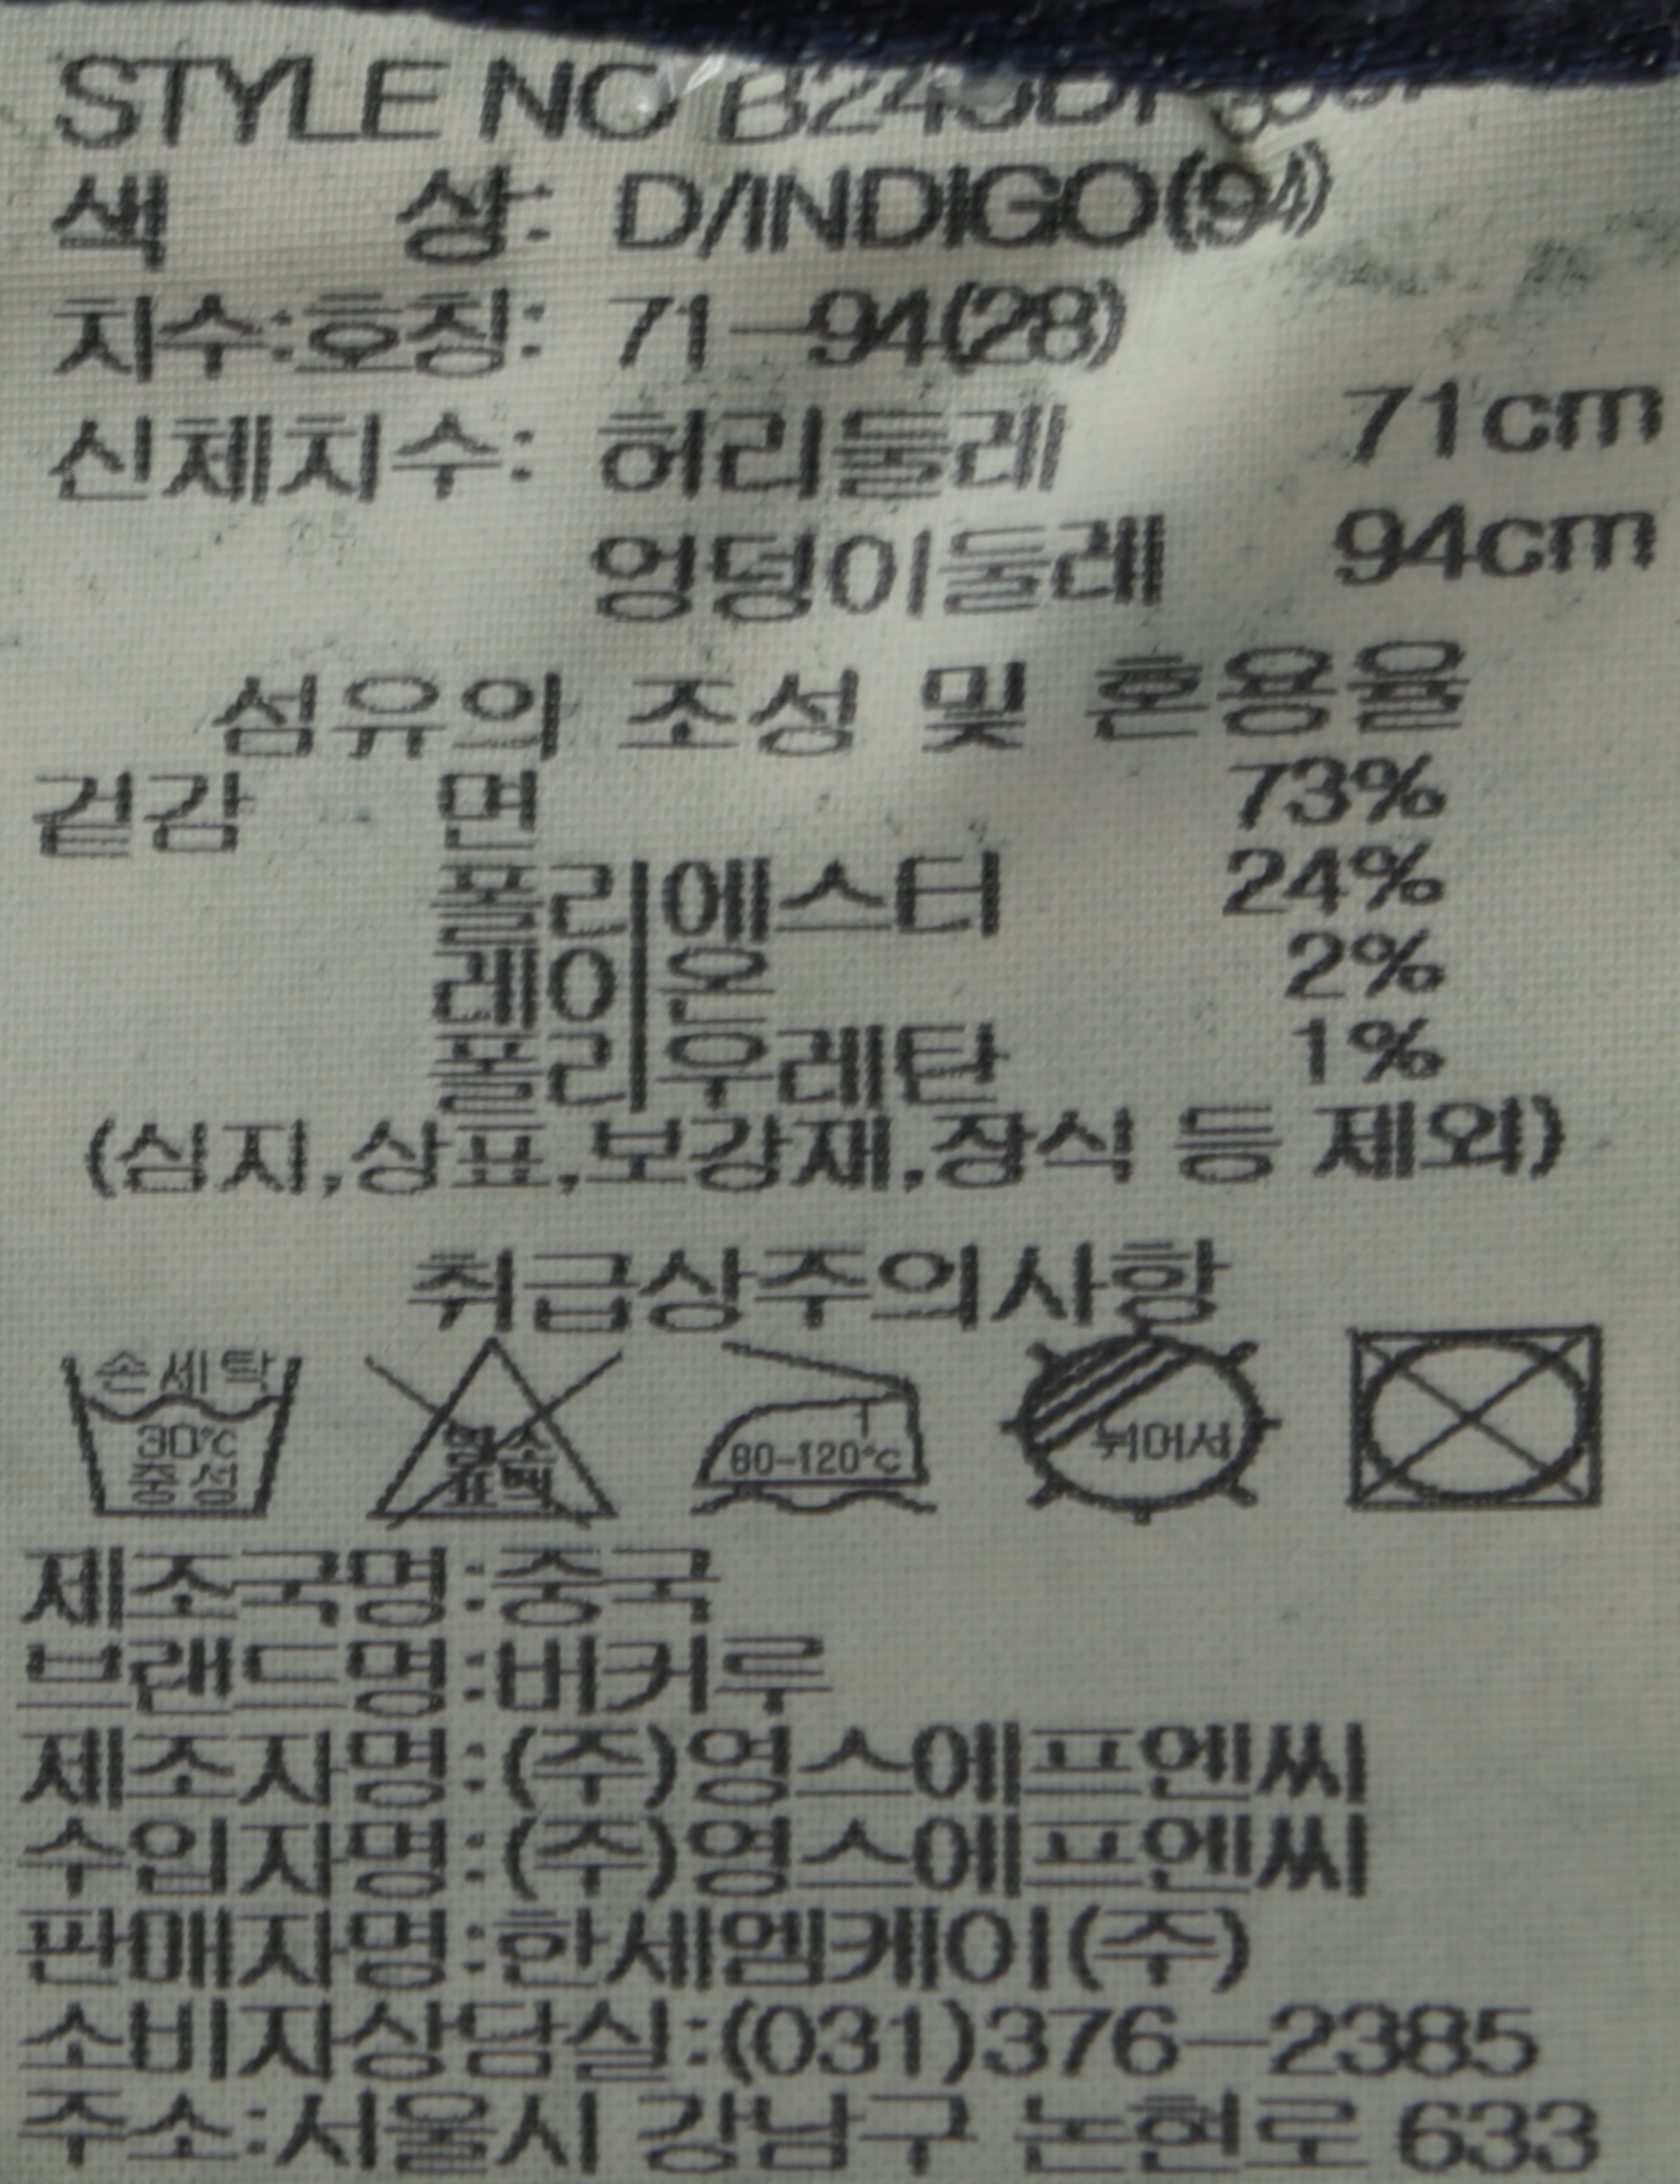 STYLE NO
색 상: D/INDIGO(94)
치수:호칭: 71-94(28)
신체치수: 허리둘레 71cm
엉덩이둘레 94cm
섬유의 조성 및 혼용율
겉감 면 73%
폴리에스터 24%
레이온 2%
폴리우레탄 1%
(심지,상표,보강재,장식 등 제외)
취급상주의사항
손세탁
30℃
중성
염소
표백
80-120℃
뉘어서
제조국명:중국
브랜드명:버커루
제조자명:(주)영스에프엔씨
수입자명:(주)영스에프엔씨
판매자명:한세엠케이(주)
소비자상담실:(031)376-2385
주소:서울시 강남구 논현로 633